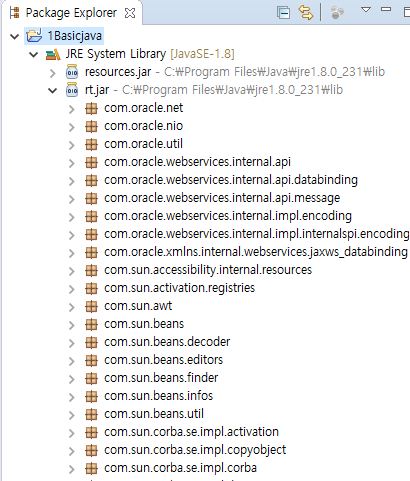 Package Explorer
1Basicjava
JRE System Library [JavaSE-1.8]
resources.jar - C:₩Program Files₩Java₩jre1.8.0_231₩lib
rt.jar - C:₩Program Files₩Java₩jre1.8.0_231₩lib
com.oracle.net
com.oracle.nio
com.oracle.util
com.oracle.webservices.internal.api
com.oracle.webservices.internal.api.databinding
com.oracle.webservices.internal.api.message
com.oracle.webservices.internal.impl.encoding
com.oracle.webservices.internal.impl.internalspi.encoding
com.oracle.xmlns.internal.webservices.jaxws_databinding
com.sun.accessibility.internal.resources
com.sun.activation.registries
com.sun.awt
com.sun.beans
com.sun.beans.decoder
com.sun.beans.editors
com.sun.beans.finder
com.sun.beans.infos
com.sun.beans.util
com.sun.corba.se.impl.activation
com.sun.corba.se.impl.copyobject
com.sun.corba.se.impl.corba